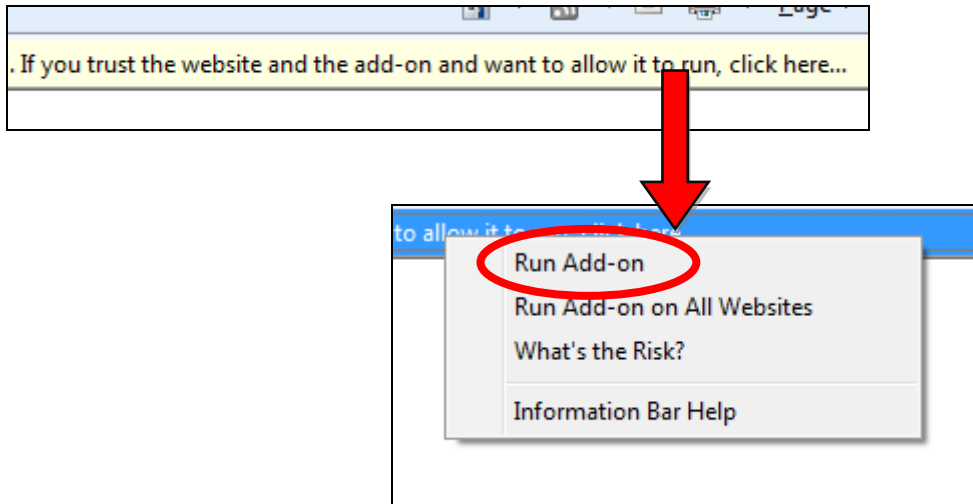 Page
. If you trust the website and the add-on and want to allow it to run, click here...
to allow it to
Run Add-on
Run Add-on on All Websites
What's the Risk?
Information Bar Help